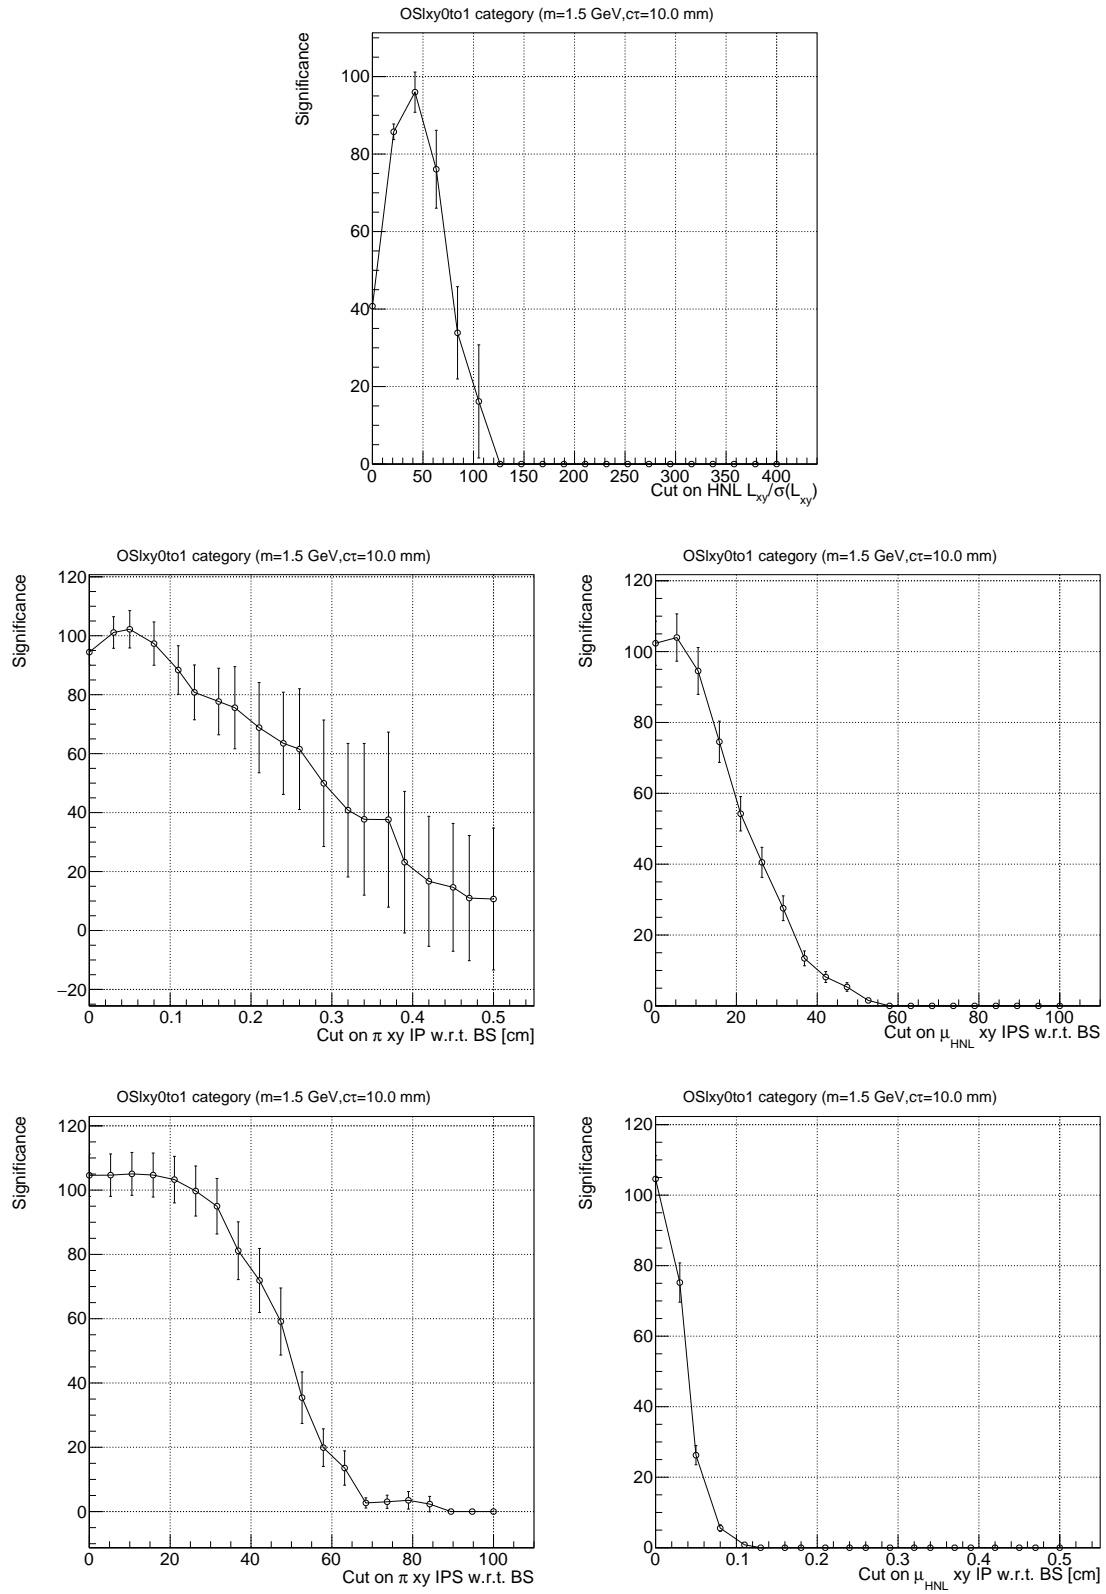 OSlxy0to1 category (m=1.5 GeV,cτ=10.0 mm)
Significance
100
80
60
40
20
0
0 50 100 150 200 250 300 350 400
Cut on HNL Lxy/σ(Lxy)
OSlxy0to1 category (m=1.5 GeV,cτ=10.0 mm)
Significance
120
100
80
60
40
20
0
−20
0 0.1 0.2 0.3 0.4 0.5
Cut on π xy IP w.r.t. BS [cm]
OSlxy0to1 category (m=1.5 GeV,cτ=10.0 mm)
Significance
120
100
80
60
40
20
0
0 20 40 60 80 100
Cut on μHNL xy IPS w.r.t. BS
OSlxy0to1 category (m=1.5 GeV,cτ=10.0 mm)
Significance
120
100
80
60
40
20
0
0 20 40 60 80 100
Cut on π xy IPS w.r.t. BS
OSlxy0to1 category (m=1.5 GeV,cτ=10.0 mm)
Significance
120
100
80
60
40
20
0
0 0.1 0.2 0.3 0.4 0.5
Cut on μHNL xy IP w.r.t. BS [cm]